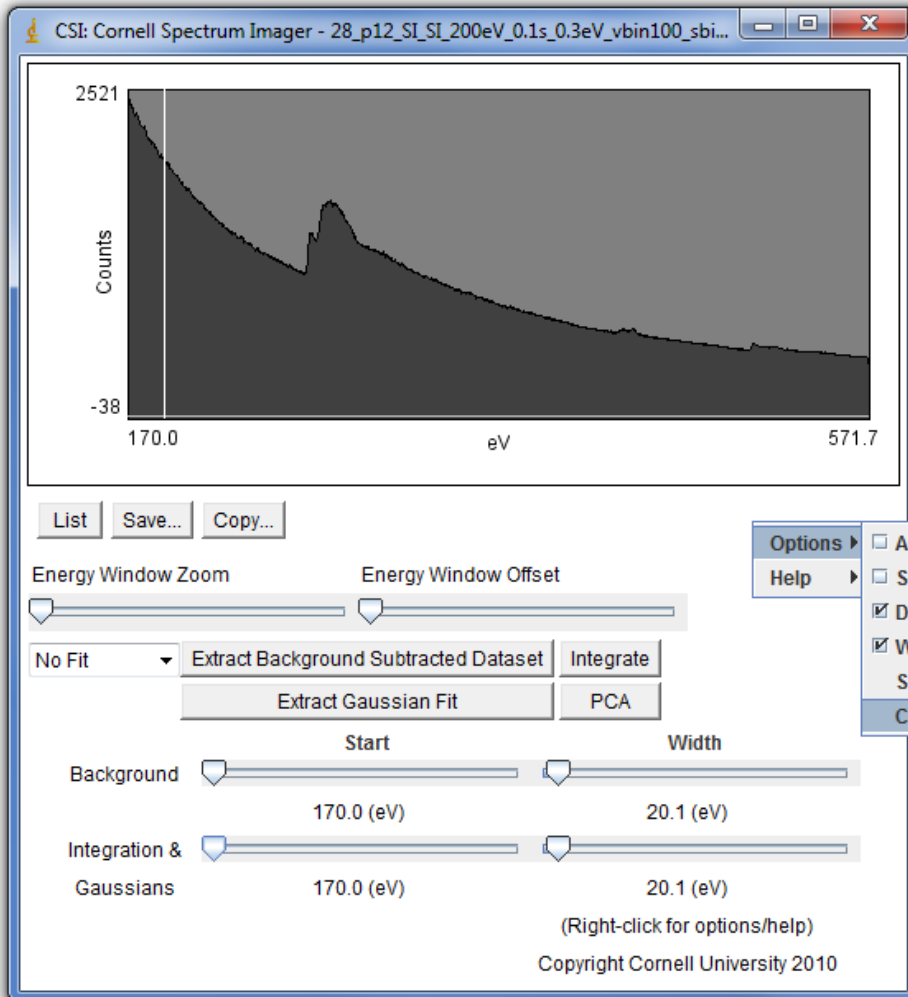 CSI: Cornell Spectrum Imager - 28_p12_SI_SI_200eV_0.1s_0.3eV_vbin100_sbi...
2521
Counts
-38
170.0
eV
571.7
List
Save...
Copy...
Options
A
Help
S
D
W
S
C
Energy Window Zoom
Energy Window Offset
No Fit
Extract Background Subtracted Dataset
Integrate
Extract Gaussian Fit
PCA
Start
Width
Background
170.0 (eV)
20.1 (eV)
Integration &
Gaussians
170.0 (eV)
20.1 (eV)
(Right-click for options/help)
Copyright Cornell University 2010